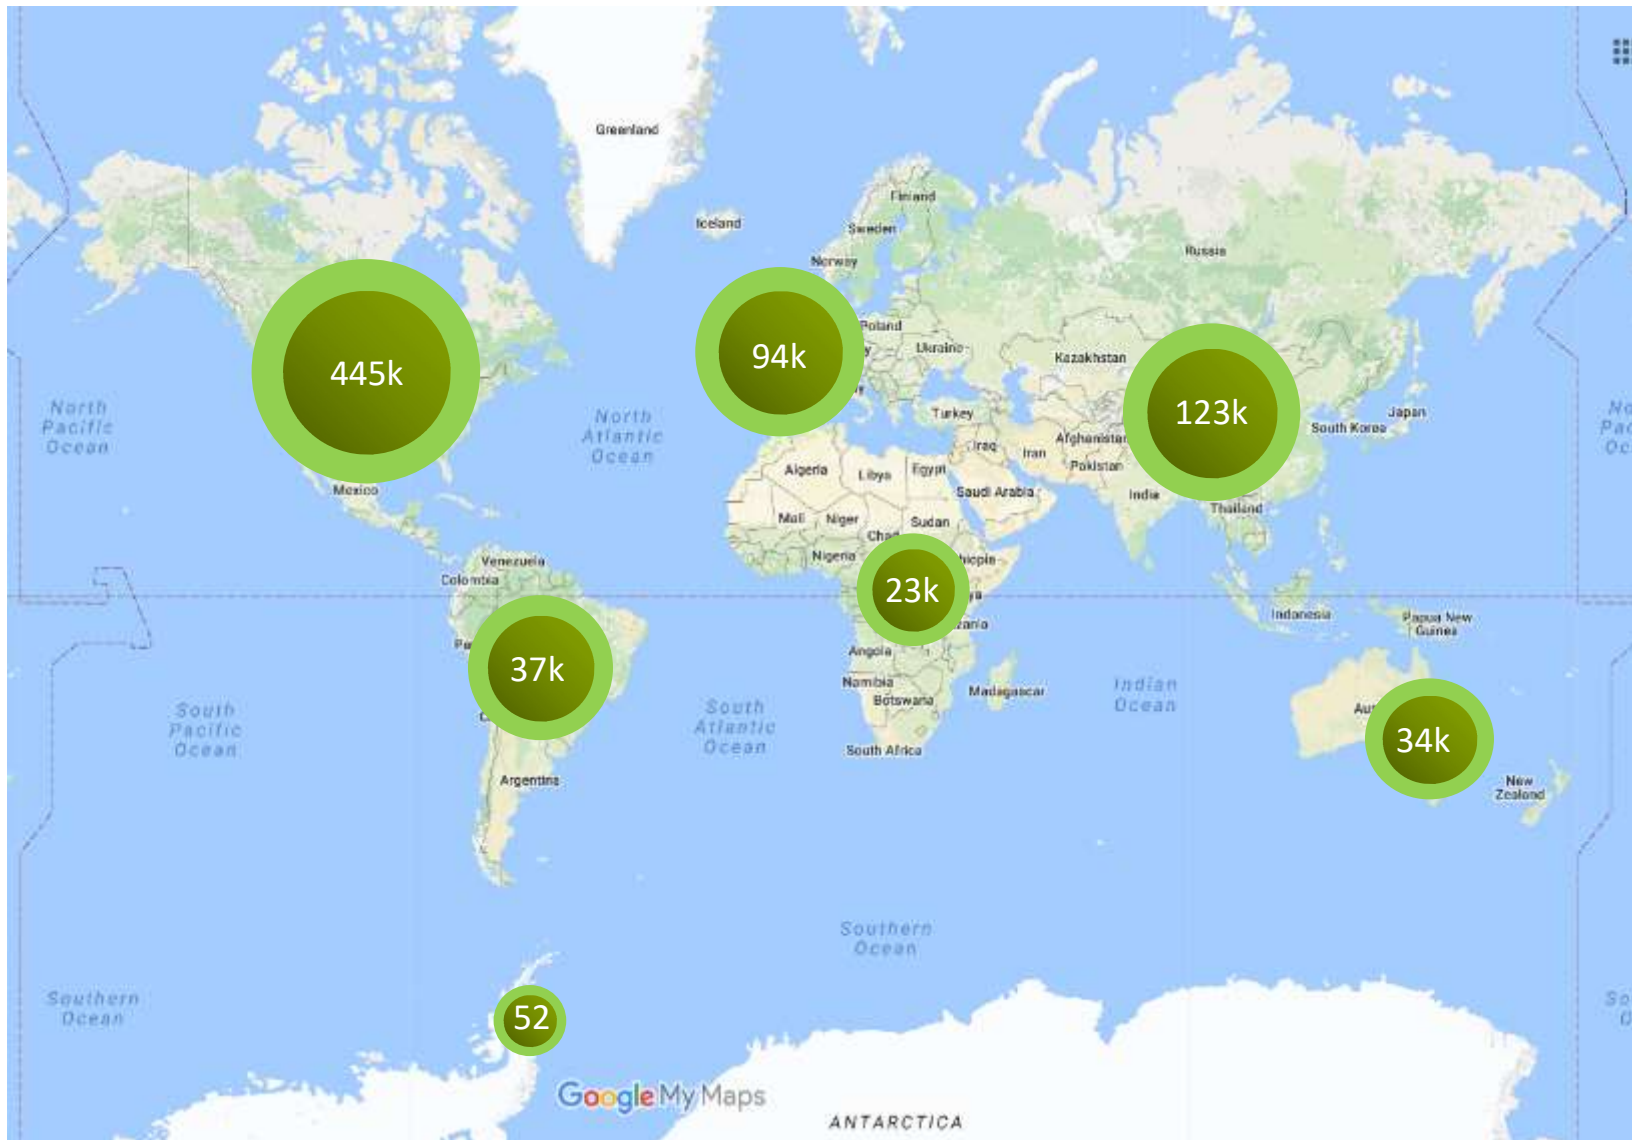 Greenland
Finland
Iceland
Sweden
Russia
Norway
Poland
94k
Ukraine
Kazakhstan
445k
North
Pacific
Ocean
North
Atlantic
Ocean
Turkey
123k
Japan
South Korea
Iraq
Iran
Afghanistan
Pakistan
Algeria
Libya
Egypt
Saudi Arabia
India
Thailand
Mexico
Mali
Niger
Chad
Sudan
Nigeria
Venezuela
Colombia
23k
Indonesia
Papua New
Guinea
Angola
37k
Namibia
Botswana
Madagascar
Indian
Ocean
South
Pacific
Ocean
South
Atlantic
Ocean
34k
South Africa
Argentina
New
Zealand
Southern
Ocean
Southern
Ocean
52
Google My Maps
ANTARCTICA